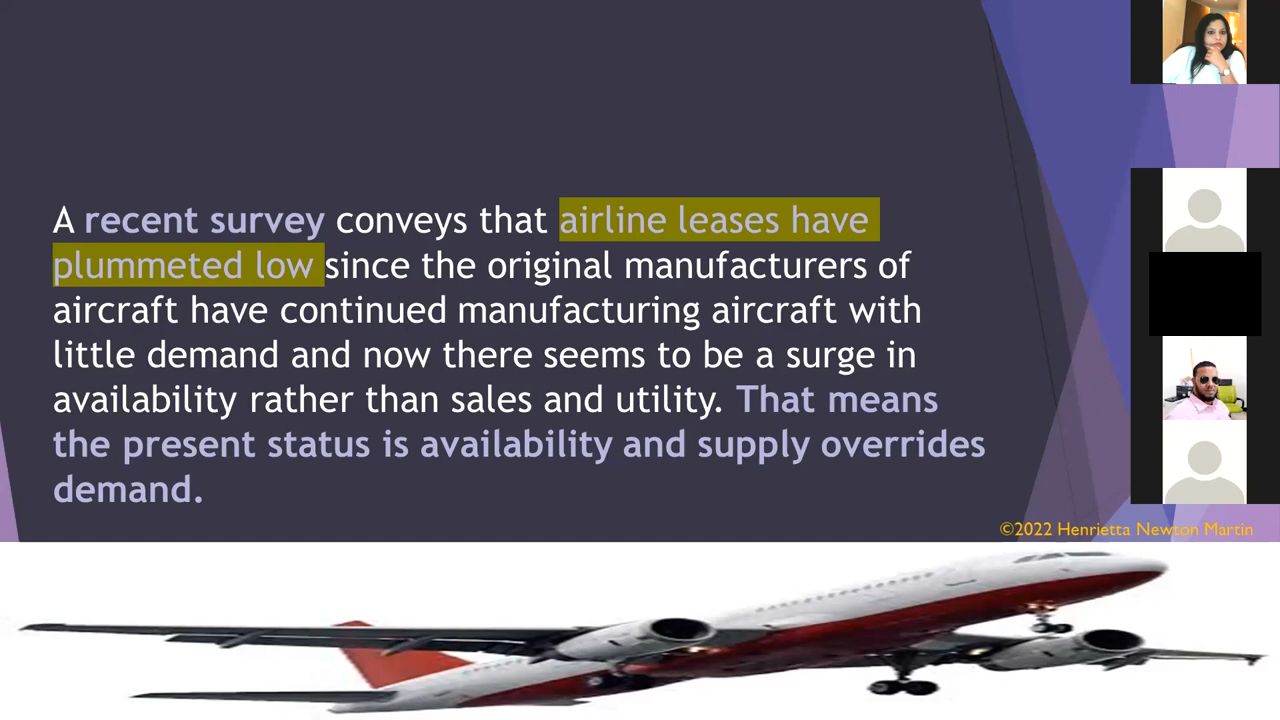 A recent survey conveys that airline leases have
plummeted low since the original manufacturers of
aircraft have continued manufacturing aircraft with
little demand and now there seems to be a surge in
availability rather than sales and utility. That means
the present status is availability and supply overrides
demand.
©2022 Henrietta Newton Martin